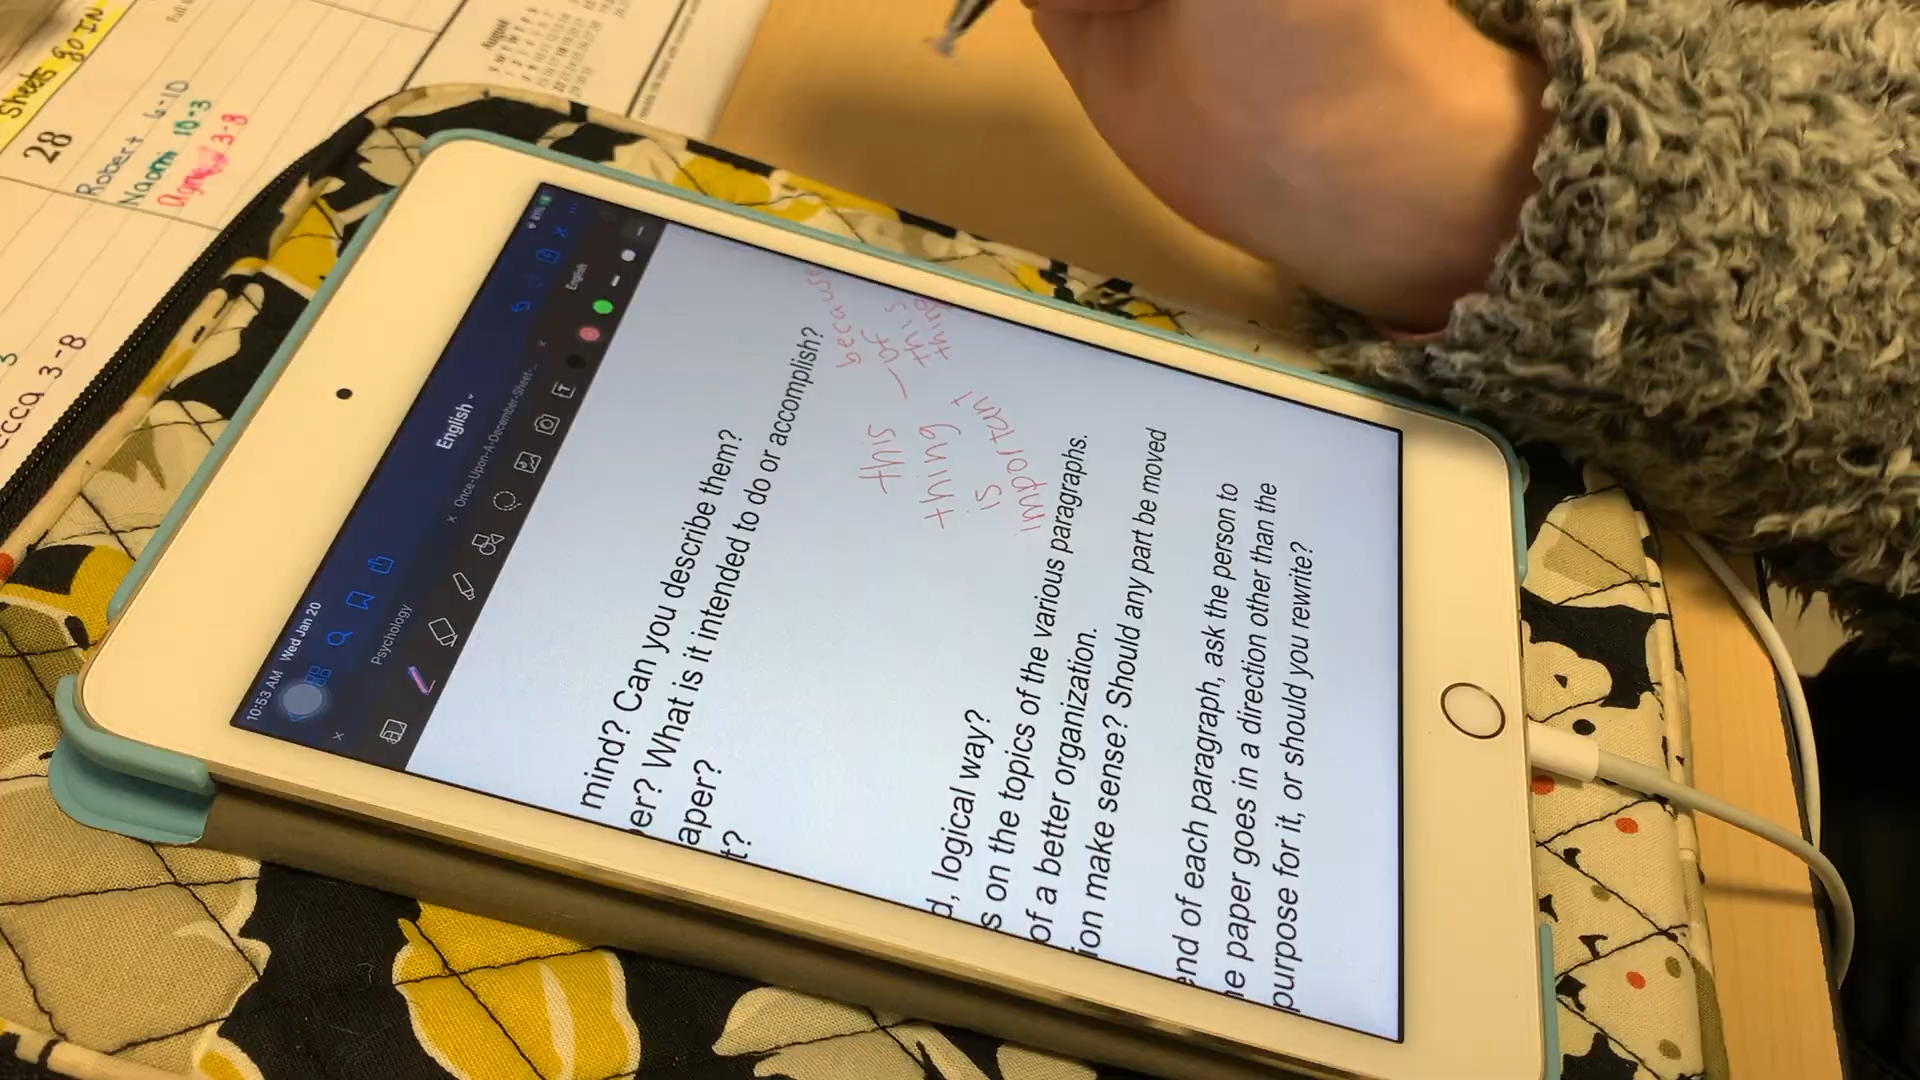 Sheets go IN
28
Robert 6-10
Naomi 10-3
3-8
3
ecca 3-8
10:53 AM Wed Jan 20
81%
English
Psychology
Once-Upon-A-December-Sheet-...
English
mind? Can you describe them?
er? What is it intended to do or accomplish?
aper?
t?
this
thing
is
important
because
of
this
thing
d, logical way?
s on the topics of the various paragraphs.
of a better organization.
ion make sense? Should any part be moved
end of each paragraph, ask the person to
he paper goes in a direction other than the
purpose for it, or should you rewrite?